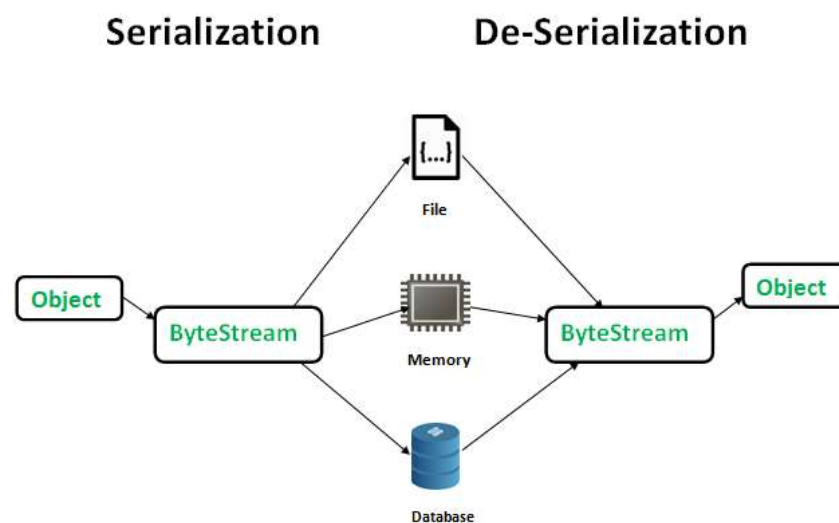 Serialization
De-Serialization
{...}
File
Object
ByteStream
Memory
ByteStream
Object
Database